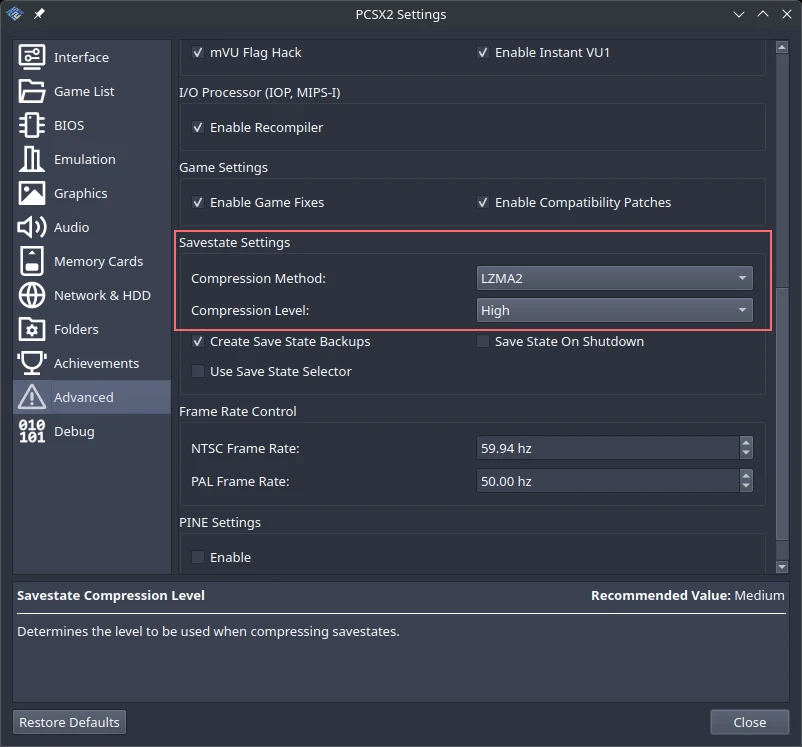 PCSX2 Settings
Interface
Game List
BIOS
Emulation
Graphics
Audio
Memory Cards
Network & HDD
Folders
Achievements
Advanced
010
101 Debug
mVU Flag Hack
Enable Instant VU1
I/O Processor (IOP, MIPS-I)
Enable Recompiler
Game Settings
Enable Game Fixes
Enable Compatibility Patches
Savestate Settings
Compression Method: LZMA2
Compression Level: High
Create Save State Backups
Save State On Shutdown
Use Save State Selector
Frame Rate Control
NTSC Frame Rate: 59.94 hz
PAL Frame Rate: 50.00 hz
PINE Settings
Enable
Savestate Compression Level
Recommended Value: Medium
Determines the level to be used when compressing savestates.
Restore Defaults
Close